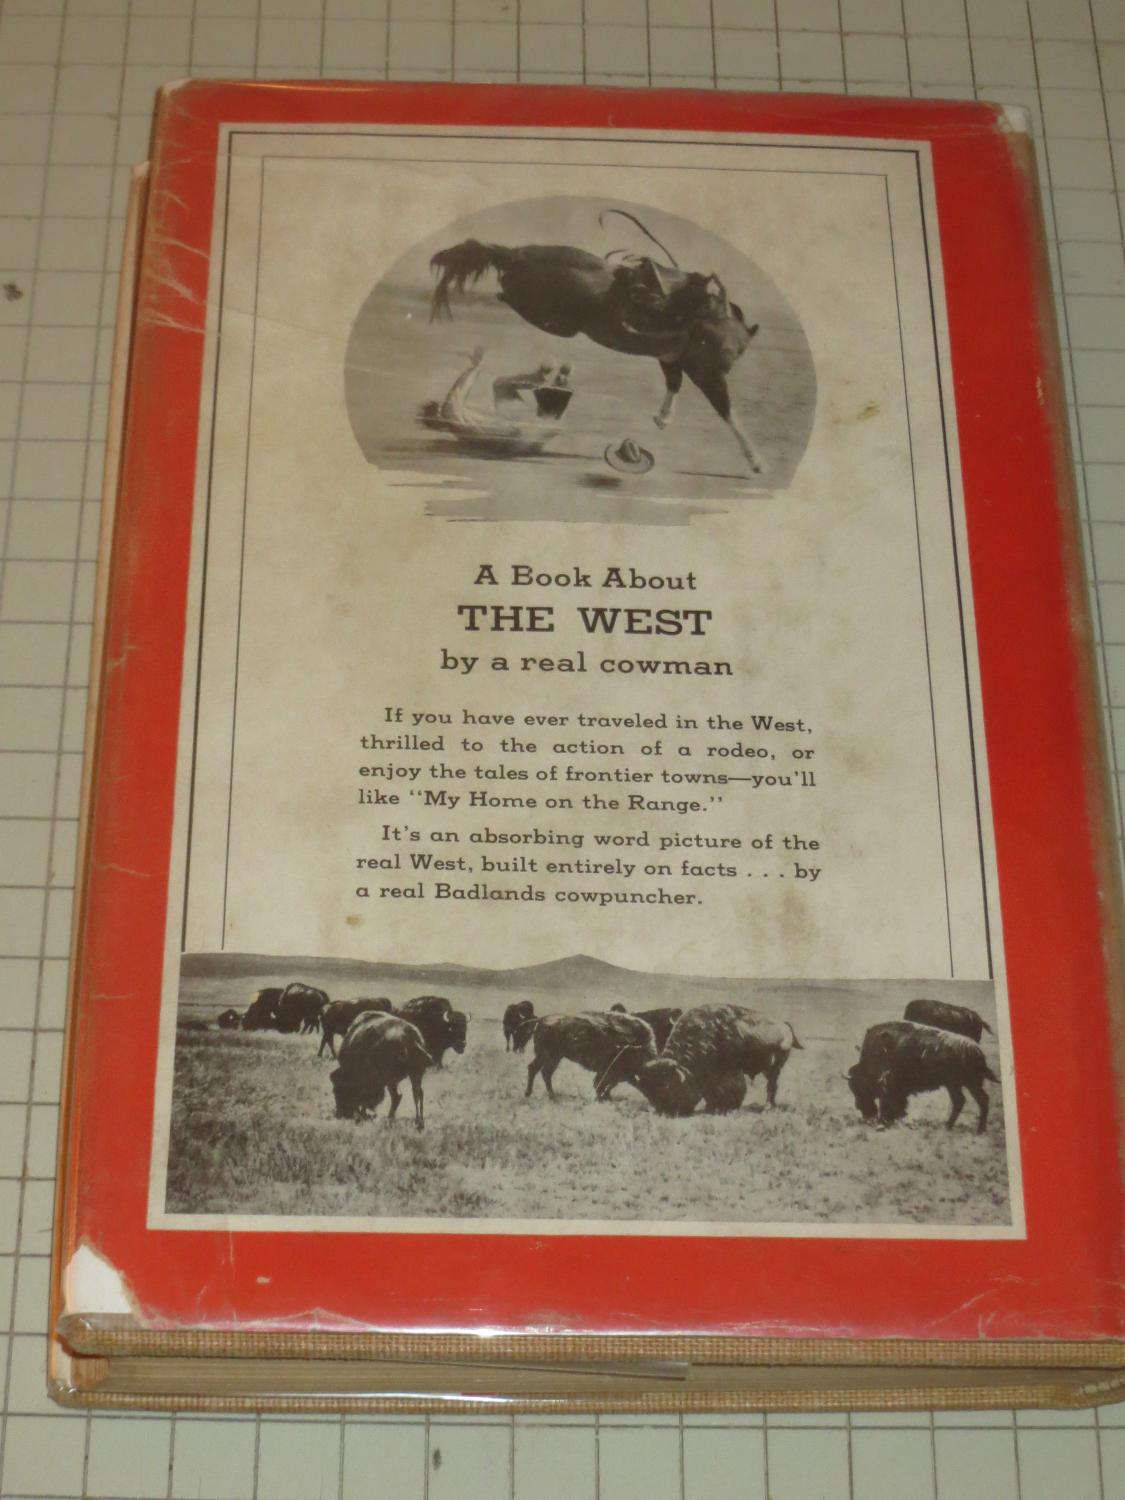 A Book About
THE WEST
by a real cowman
If you have ever traveled in the West,
thrilled to the action of a rodeo, or
enjoy the tales of frontier towns—you'll
like "My Home on the Range."
It's an absorbing word picture of the
real West, built entirely on facts . . . by
a real Badlands cowpuncher.